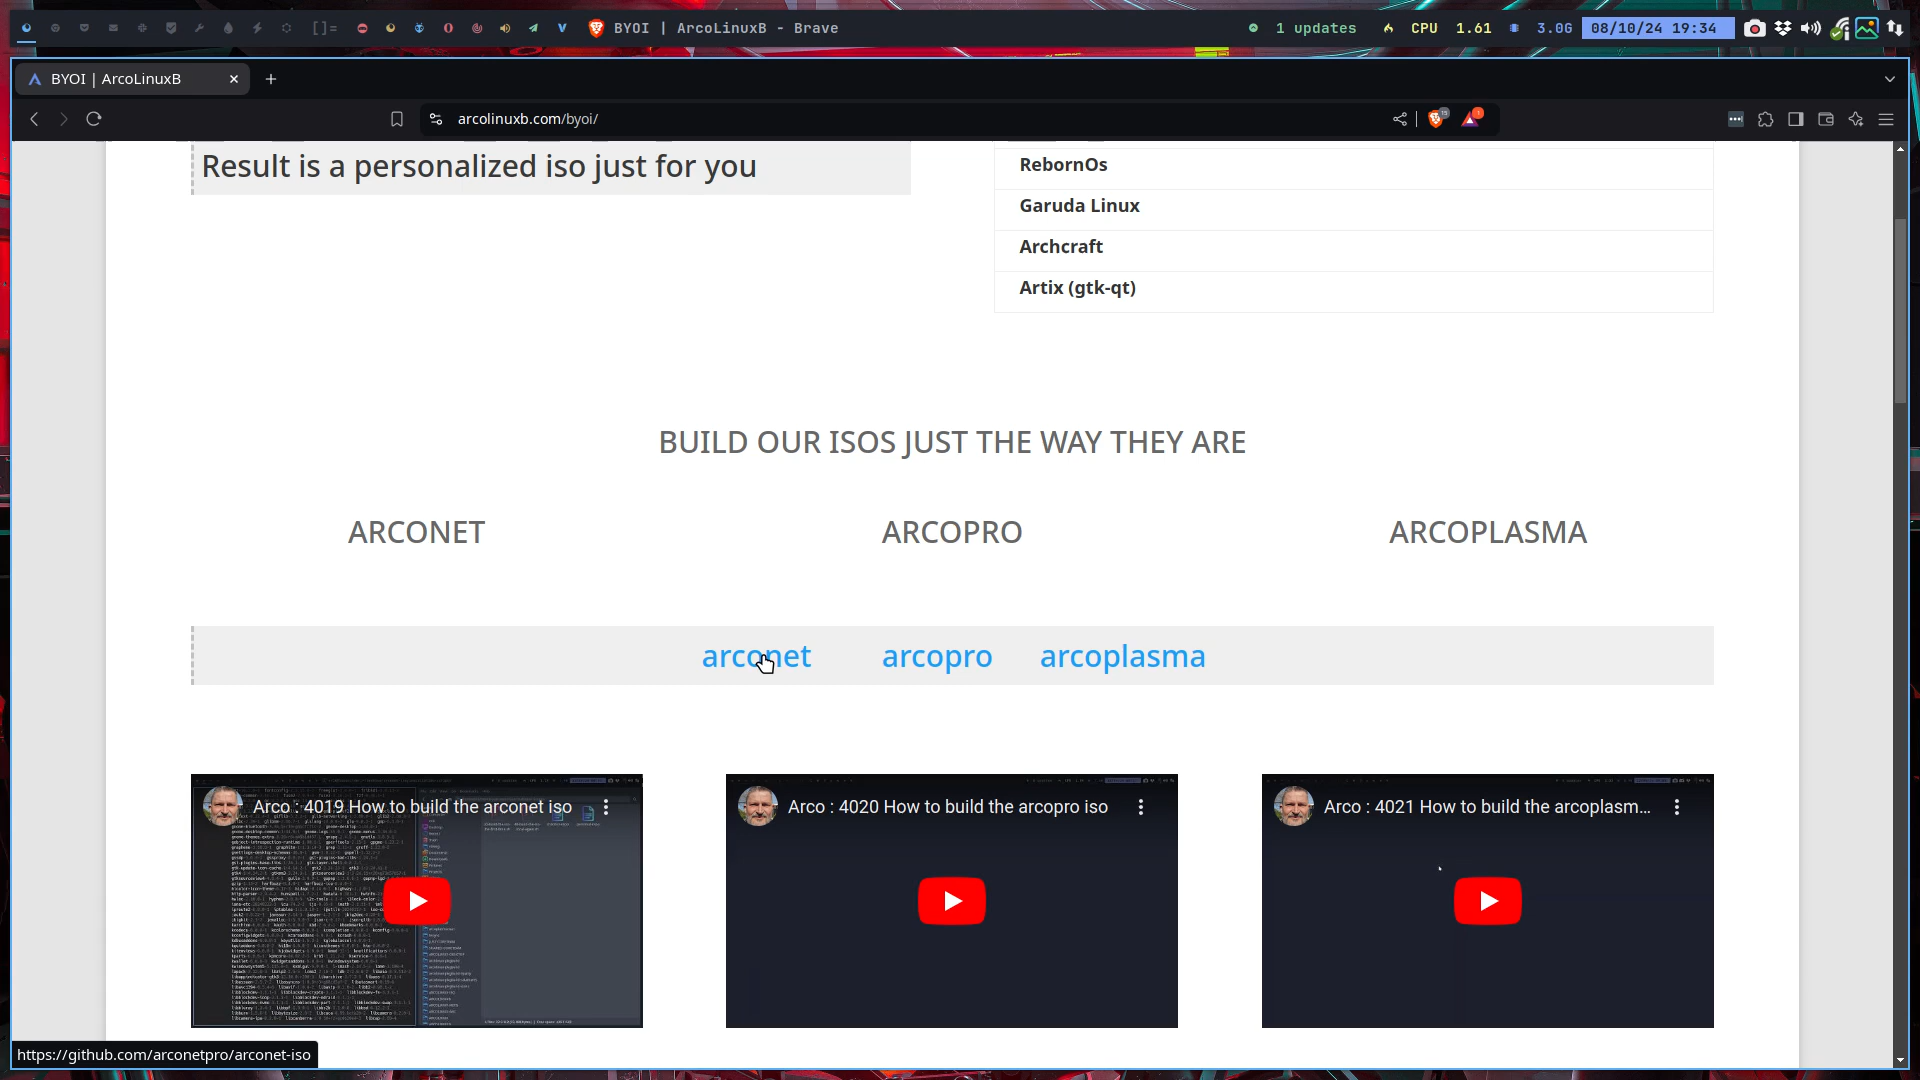 BYOI | ArcoLinuxB - Brave
1 updates
CPU 1.61
3.0G
08/10/24 19:34
BYOI | ArcoLinuxB
arcolinuxb.com/byoi/
Result is a personalized iso just for you
RebornOs
Garuda Linux
Archcraft
Artix (gtk-qt)
BUILD OUR ISOS JUST THE WAY THEY ARE
ARCONET
ARCOPRO
ARCOPLASMA
arconet arcopro arcoplasma
Arco : 4019 How to build the arconet iso
Arco : 4020 How to build the arcopro iso
Arco : 4021 How to build the arcoplasm...
https://github.com/arconetpro/arconet-iso